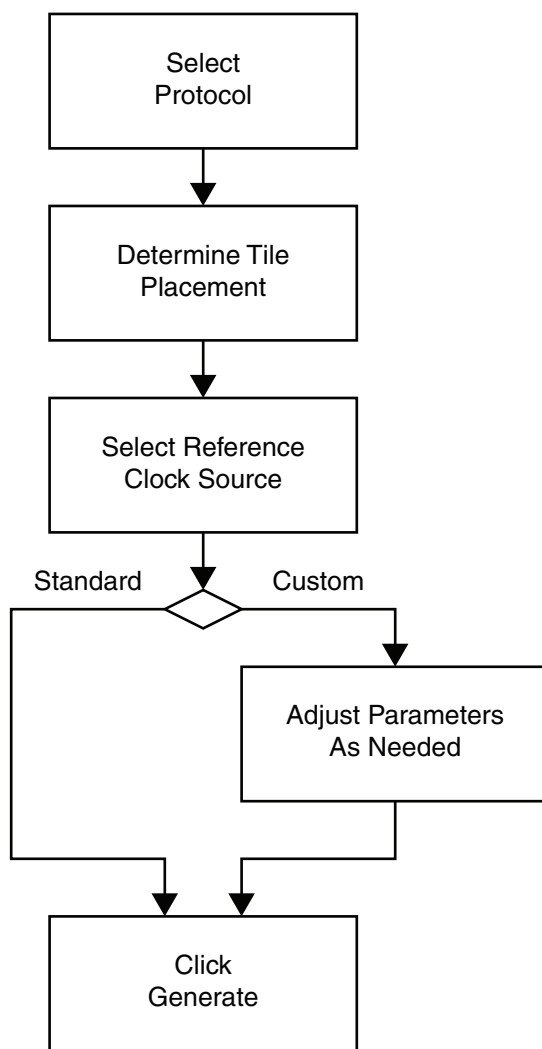 Select
Protocol
Determine Tile
Placement
Select Reference
Clock Source
Standard
Custom
Adjust Parameters
As Needed
Click
Generate